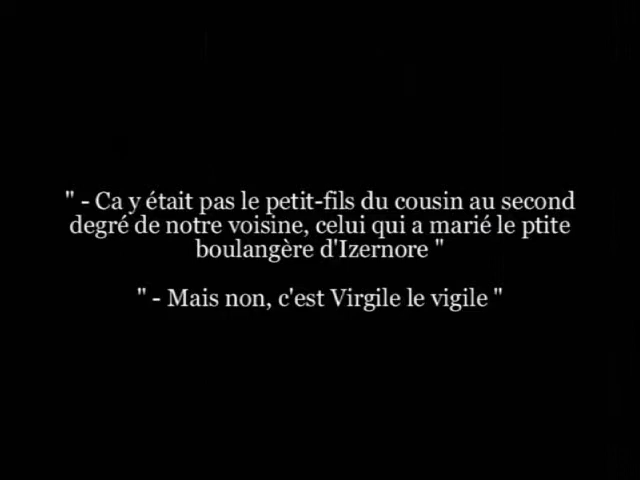 " - Ca y était pas le petit-fils du cousin au second
degré de notre voisine, celui qui a marié le ptite
boulangère d'Izernore "
" - Mais non, c'est Virgile le vigile "